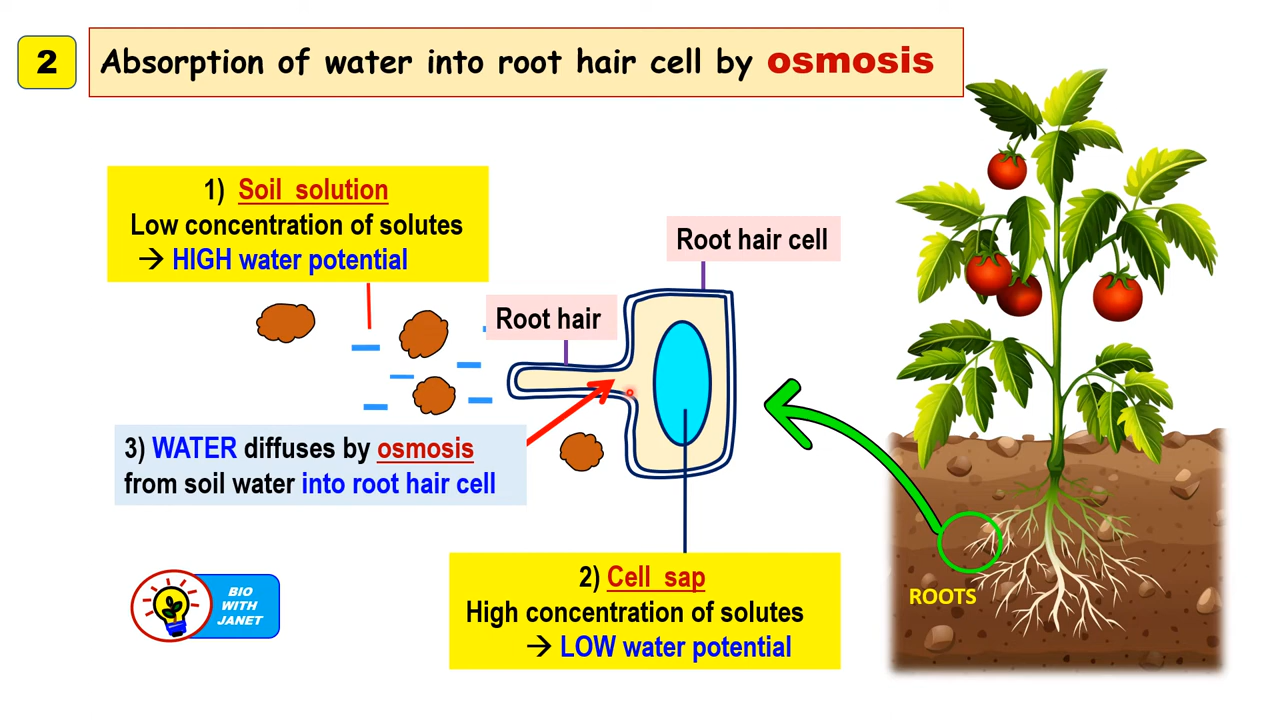 2
Absorption of water into root hair cell by osmosis
1) Soil solution
Low concentration of solutes
→ HIGH water potential
Root hair cell
Root hair
3) WATER diffuses by osmosis
from soil water into root hair cell
2) Cell sap
High concentration of solutes
→ LOW water potential
ROOTS
BIO
WITH
JANET